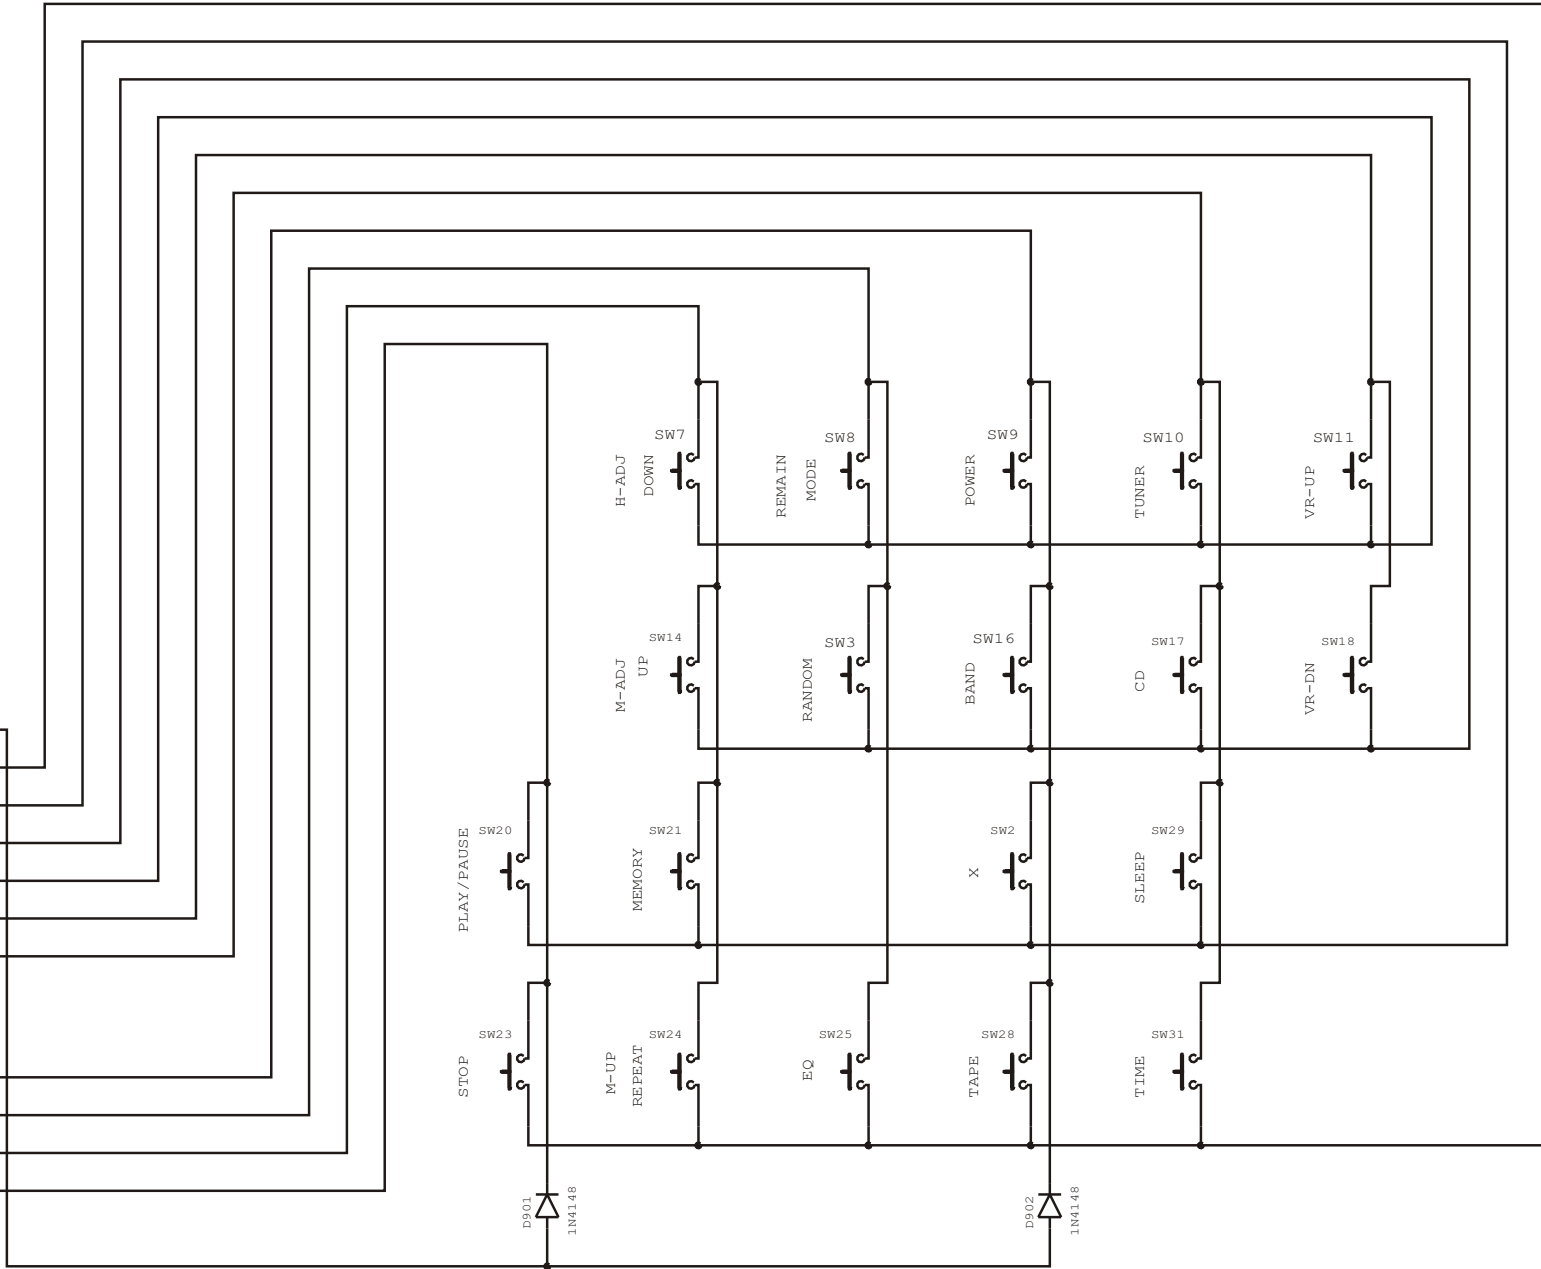 SW7
H-ADJ
DOWN
SW8
REMAIN
MODE
SW9
POWER
SW10
TUNER
SW11
VR-UP
SW14
M-ADJ
UP
SW3
RANDOM
SW16
BAND
SW17
CD
SW18
VR-DN
SW20
PLAY/PAUSE
SW21
MEMORY
SW2
X
SW29
SLEEP
SW23
STOP
SW24
M-UP
REPEAT
SW25
EQ
SW28
TAPE
SW31
TIME
D901
1N4148
D902
1N4148